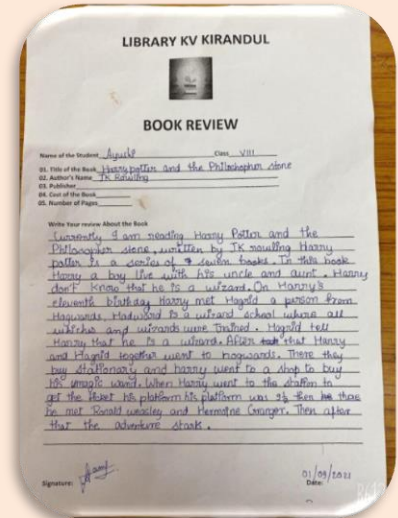 LIBRARY KV KIRANDUL
BOOK REVIEW
Name of the Student Ayushi Class VIII
01. Title of the Book Harry potter and the Philosopher stone
02. Author's Name JK Rowling
03. Publisher
04. Cost of the Book
05. Number of Pages
Write Your review About the Book
Currently I am reading Harry Potter and the
Philosopher stone, written by JK rowling Harry
potter is a series of seven books. In this book
Harry a boy live with his uncle and aunt. Harry
don't know that he is a wizard. On Harry's
eleventh birthday Harry met Hagrid a person from
Hogwards, Hadward is a wizard school where all
witches and wizards were Trained. Hagrid tell
Harry that he is a wizard. After that Harry
and Hagrid together went to hogwards. There they
buy stationary and harry went to a shop to buy
his magic wand. When Harry went to the station to
get the ticket his platform his platform was then
he met Ronald weasley and Hermoine Granger. Then after
that the adventure
Signature:
01/09/2021
Date: